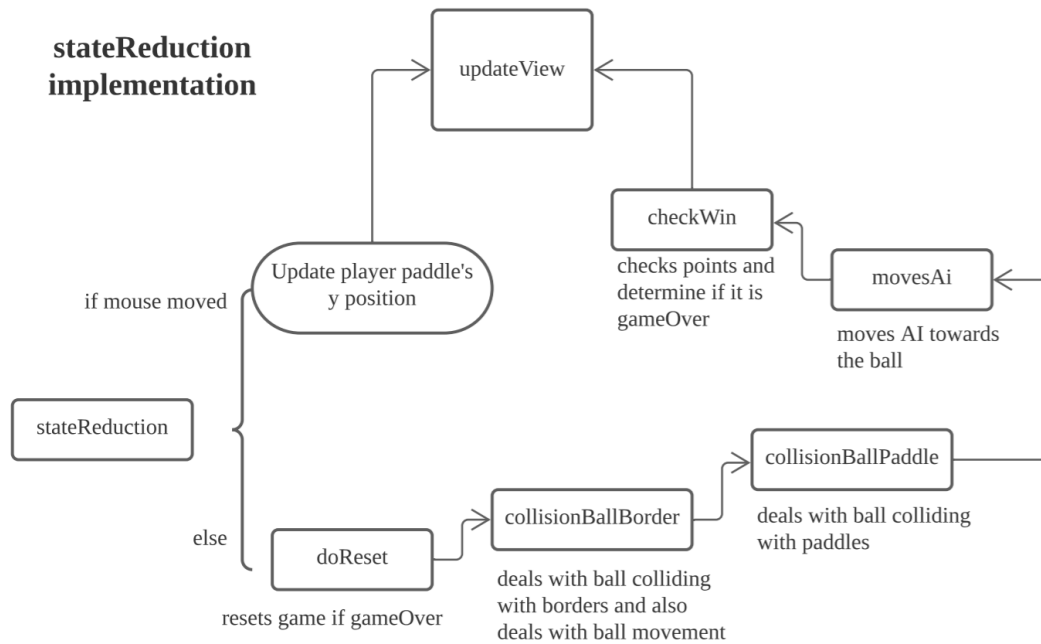 stateReduction
implementation
updateView
checkWin
checks points and
determine if it is
gameOver
movesAi
moves AI towards
the ball
Update player paddle's
y position
if mouse moved
stateReduction
else
doReset
resets game if gameOver
collisionBallBorder
deals with ball colliding
with borders and also
deals with ball movement
collisionBallPaddle
deals with ball colliding
with paddles